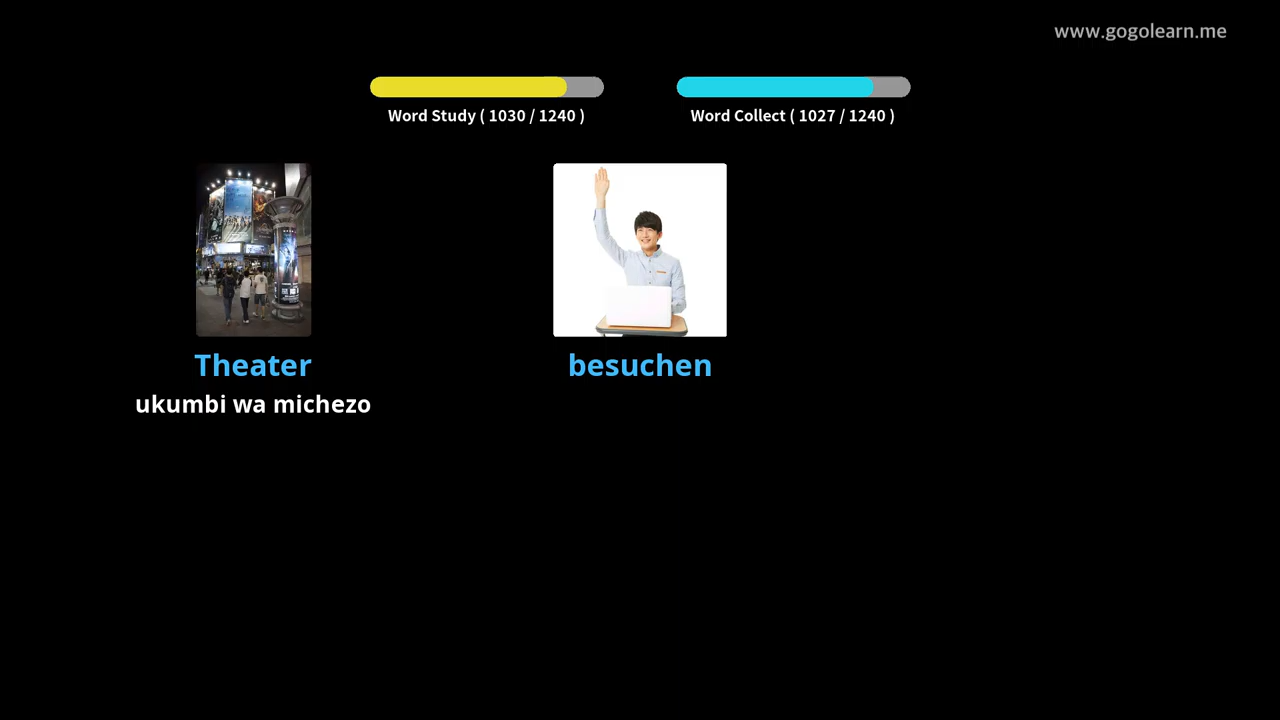 www.gogolearn.me
Word Study ( 1030 / 1240 )
Word Collect ( 1027 / 1240 )
Theater
ukumbi wa michezo
besuchen